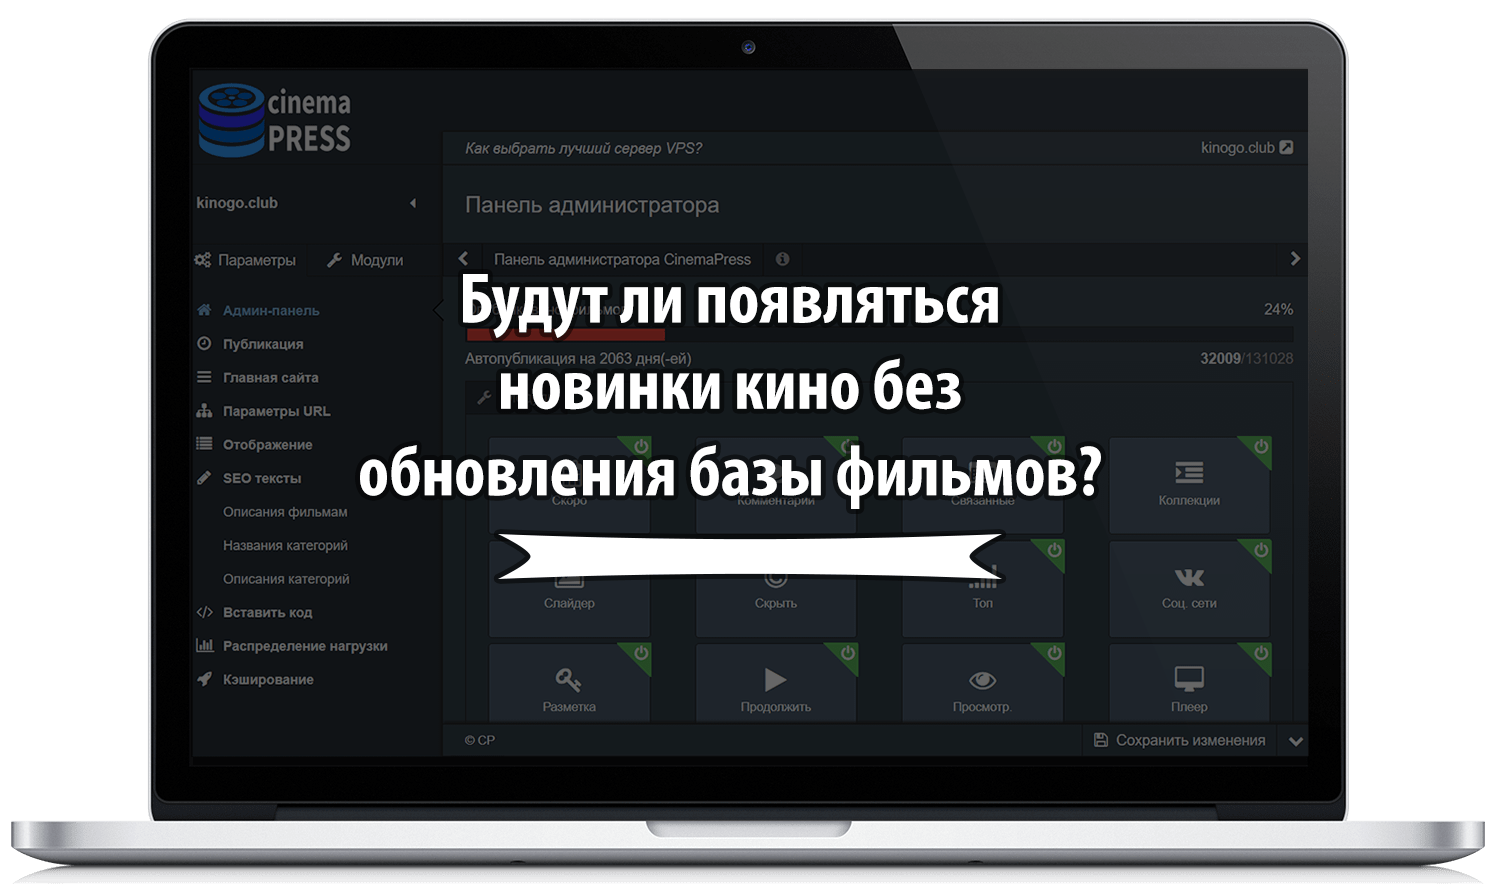 cinema
PRESS
Как выбрать лучший сервер VPS?
kinogo.club
kinogo.club
Панель администратора
Параметры
Модули
Панель администратора CinemaPress
Админ-панель
Публикация
Главная сайта
Параметры URL
Отображение
SEO тексты
Описания фильмам
Названия категорий
Описания категорий
Вставить код
Распределение нагрузки
Кэширование
24%
Автопубликация на 2063 дня(-ей)
32009/131028
Будут ли появляться
новинки кино без
обновления базы фильмов?
Скоро
Комментарии
Связанные
Коллекции
Слайдер
Скрыть
Топ
Соц. сети
Разметка
Продолжить
Просмотр.
Плеер
© CP
Сохранить изменения